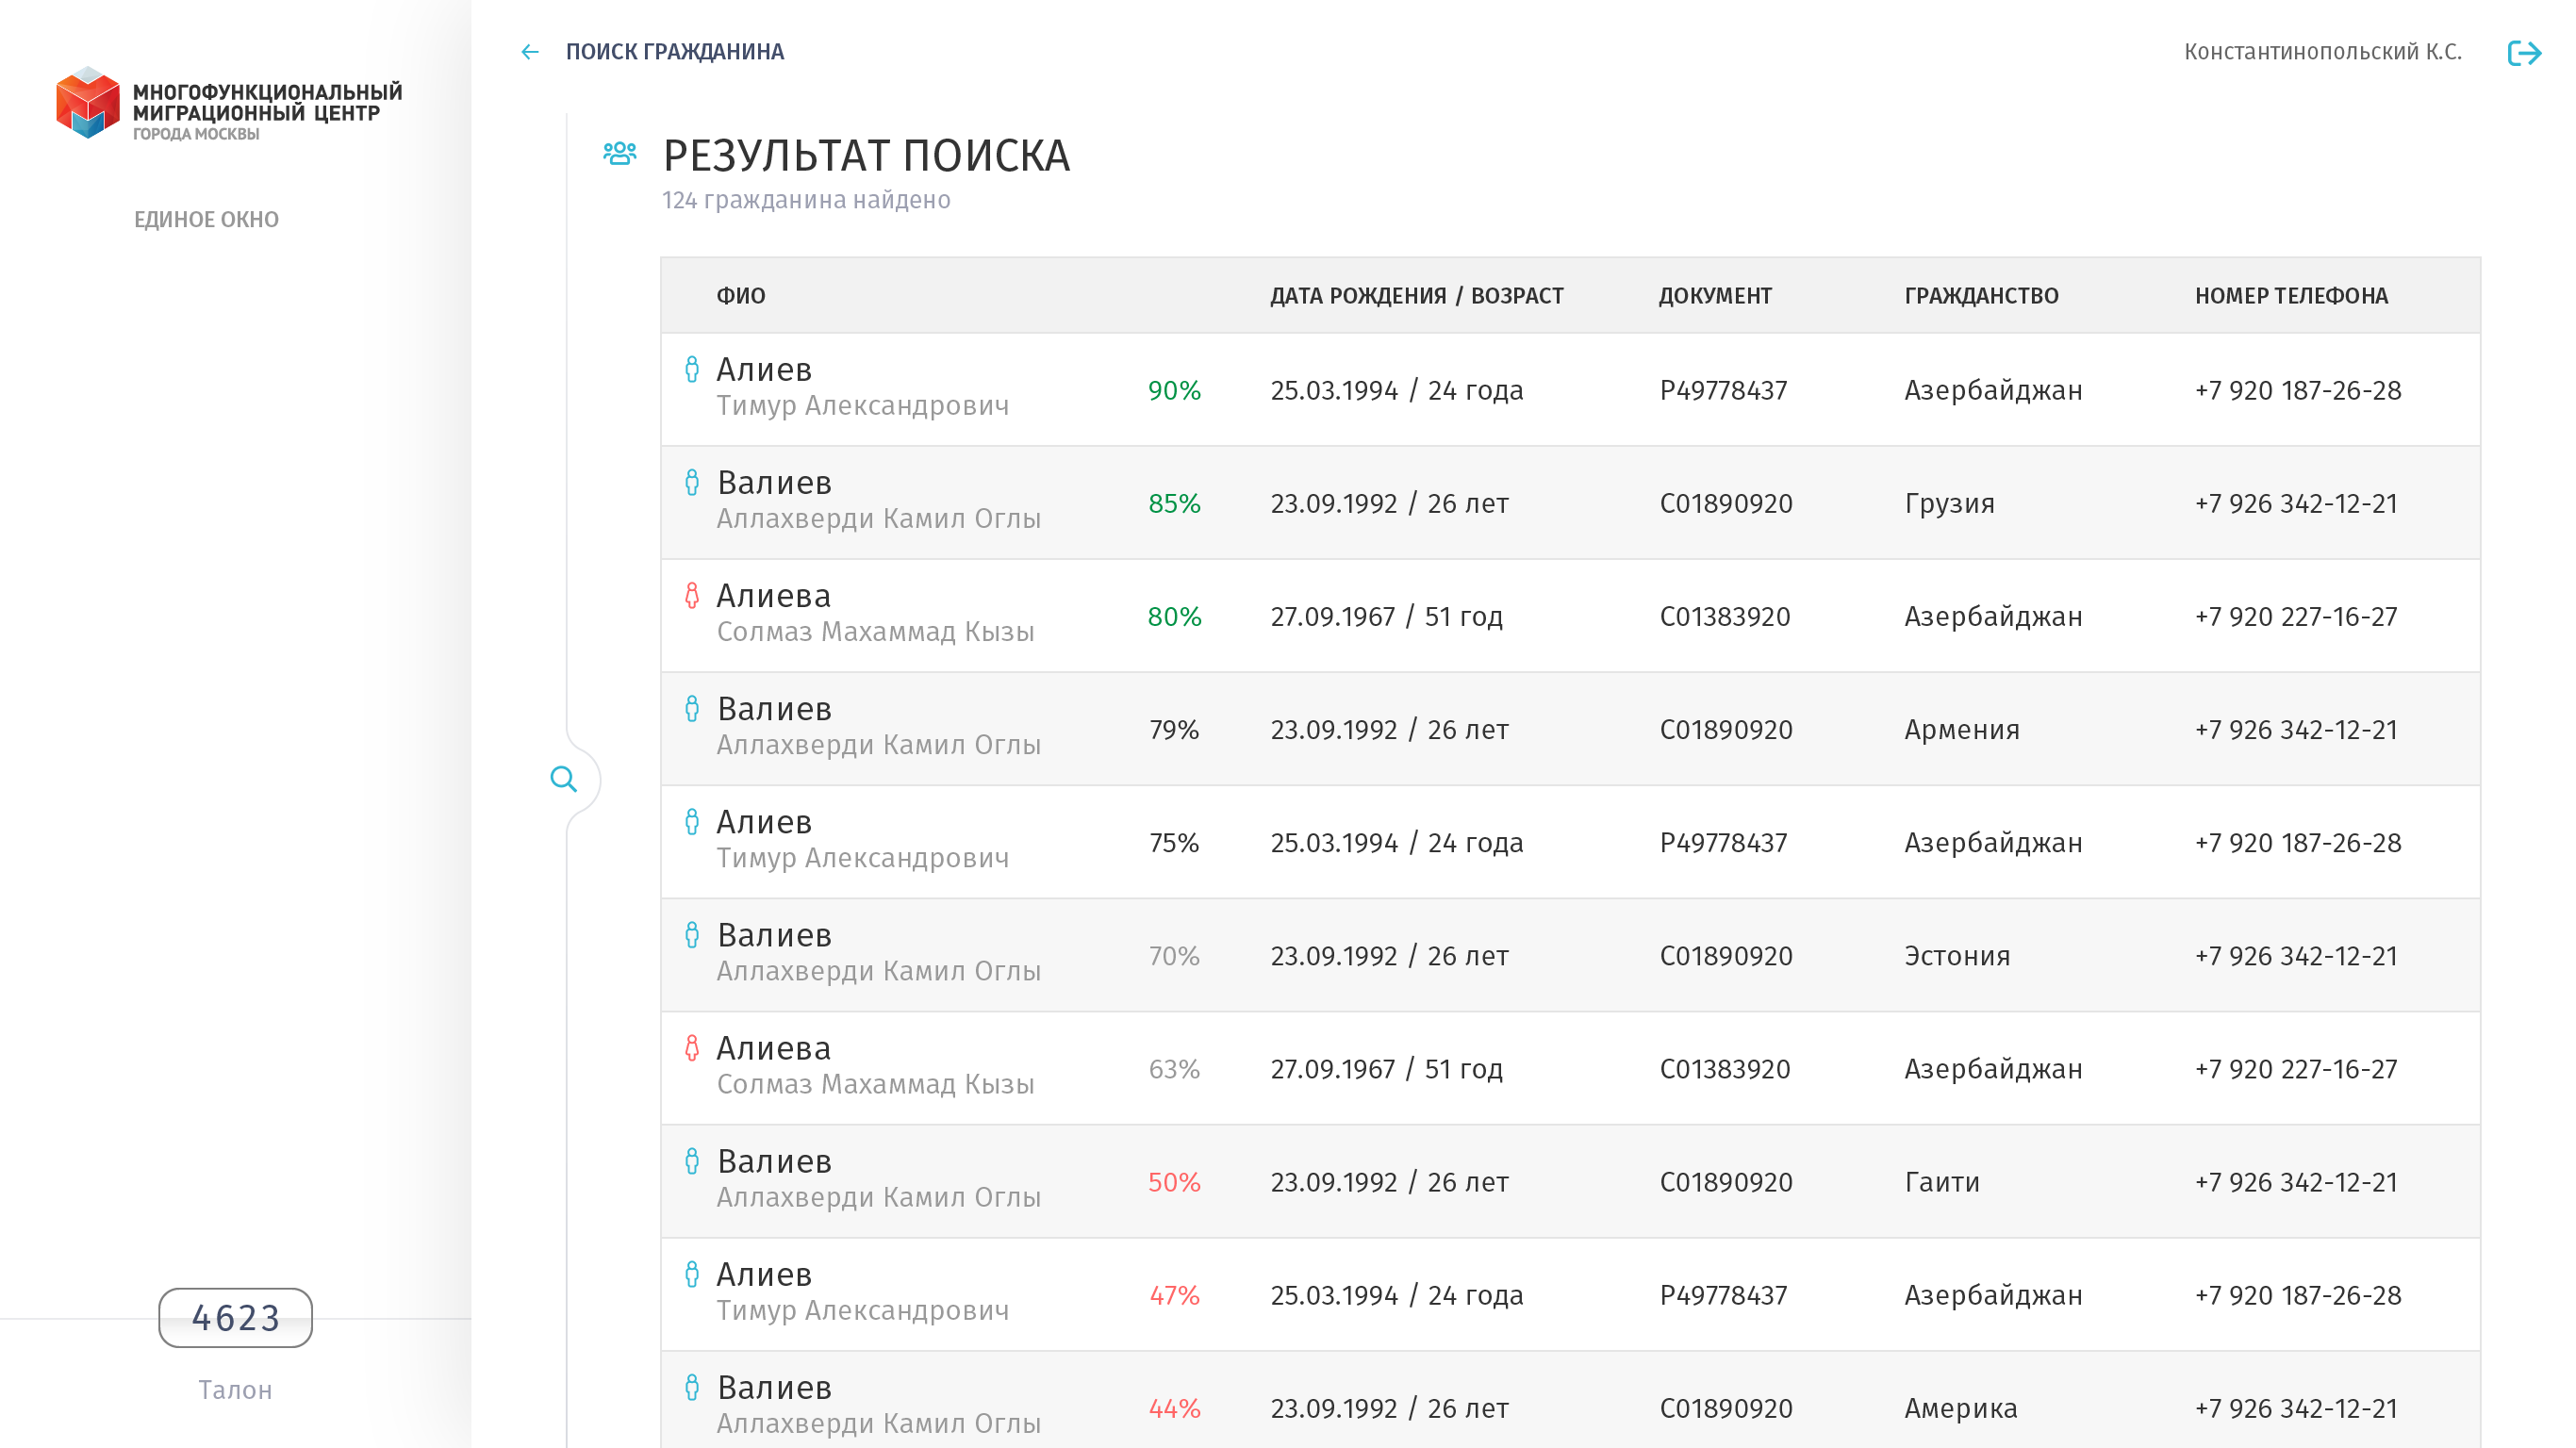 МНОГОФУНКЦИОНАЛЬНЫЙ
МИГРАЦИОННЫЙ ЦЕНТР
ГОРОДА МОСКВЫ
ЕДИНОЕ ОКНО
4623
Талон
ПОИСК ГРАЖДАНИНА
Константинопольский К.С.
РЕЗУЛЬТАТ ПОИСКА
124 гражданина найдено
ФИО ДАТА РОЖДЕНИЯ / ВОЗРАСТ ДОКУМЕНТ ГРАЖДАНСТВО НОМЕР ТЕЛЕФОНА
Алиев
Тимур Александрович
90% 25.03.1994 / 24 года P49778437 Азербайджан +7 920 187-26-28
Валиев
Аллахверди Камил Оглы
85% 23.09.1992 / 26 лет C01890920 Грузия +7 926 342-12-21
Алиева
Солмаз Махаммад Кызы
80% 27.09.1967 / 51 год C01383920 Азербайджан +7 920 227-16-27
Валиев
Аллахверди Камил Оглы
79% 23.09.1992 / 26 лет C01890920 Армения +7 926 342-12-21
Алиев
Тимур Александрович
75% 25.03.1994 / 24 года P49778437 Азербайджан +7 920 187-26-28
Валиев
Аллахверди Камил Оглы
70% 23.09.1992 / 26 лет C01890920 Эстония +7 926 342-12-21
Алиева
Солмаз Махаммад Кызы
63% 27.09.1967 / 51 год C01383920 Азербайджан +7 920 227-16-27
Валиев
Аллахверди Камил Оглы
50% 23.09.1992 / 26 лет C01890920 Гаити +7 926 342-12-21
Алиев
Тимур Александрович
47% 25.03.1994 / 24 года P49778437 Азербайджан +7 920 187-26-28
Валиев
Аллахверди Камил Оглы
44% 23.09.1992 / 26 лет C01890920 Америка +7 926 342-12-21